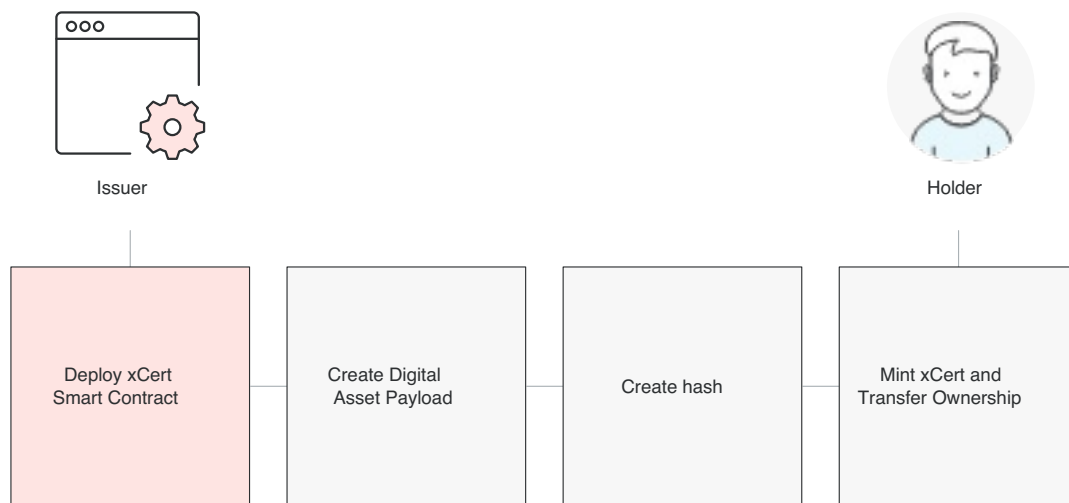 Issuer
Holder
Deploy xCert
Smart Contract
Create Digital
Asset Payload
Create hash
Mint xCert and
Transfer Ownership